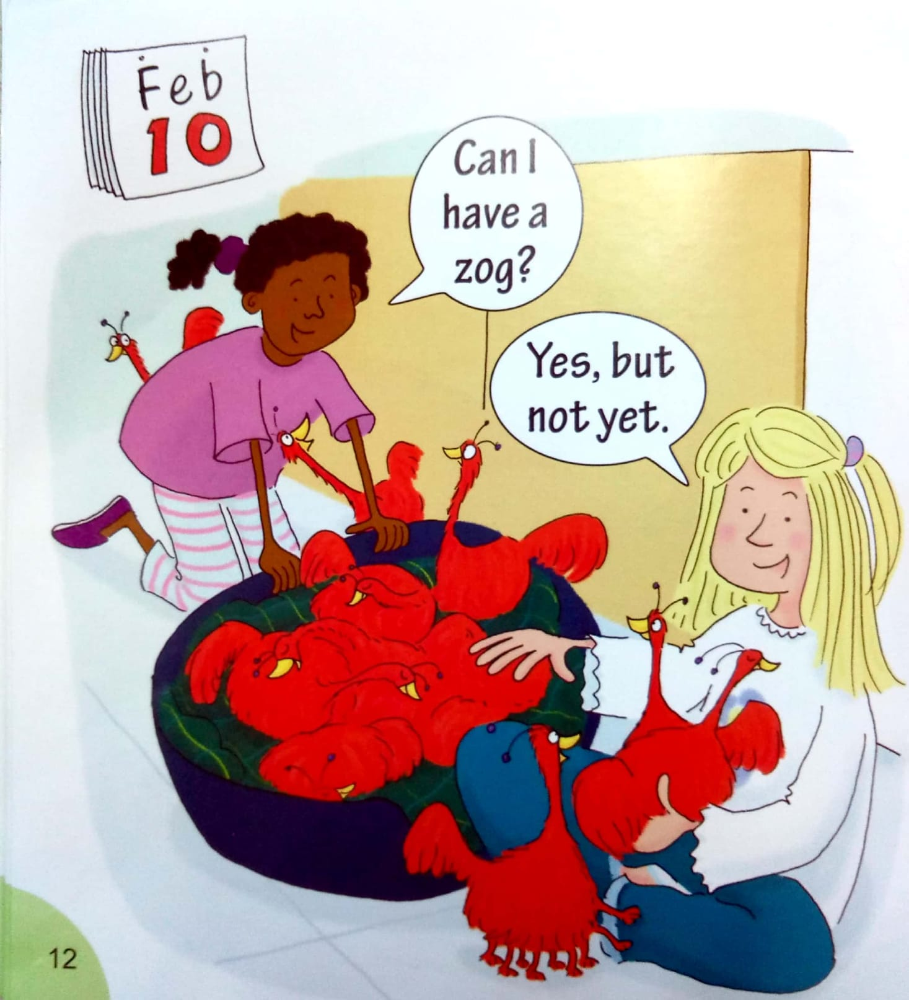 Feb
10
Can I
have a
zog?
Yes, but
not yet.
12